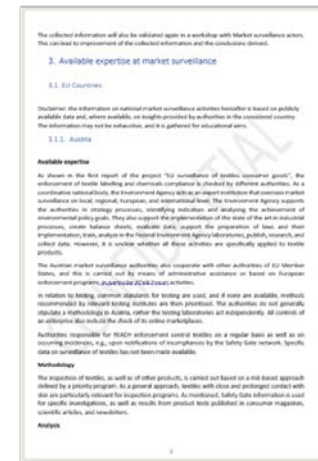 The collected information will also be validated again in a workshop with Market surveillance actors.
This can lead to improvement of the collected information and the conclusions derived.
3. Available expertise at market surveillance
3.1. EU Countries
Disclaimer: the information on national market surveillance activities hereafter is based on publicly
available data and, where available, on insights provided by authorities in the considered country.
The information may not be exhaustive, and it is gathered for educational aims.
3.1.1. Austria
Available expertise
As shown in the first report of the project "EU surveillance of textiles consumer goods", the
enforcement of textile labelling and chemicals compliance is checked by different authorities. As a
coordinative national body, the Environment Agency acts as an expert institution that oversees market
surveillance on local, regional, European, and international level. The Environment Agency supports
the authorities in strategy processes, identifying indicators and analysing the achievement of
environmental policy goals. They also support the implementation of the state of the art in industrial
processes, create balance sheets, evaluate data, support the preparation of laws and their
implementation, train, analyse in the National Environment Agency laboratories, publish, research, and
collect data. However, it is unclear whether all these activities are specifically applied to textile
products.
The Austrian market surveillance authorities also cooperate with other authorities of EU Member
States, and this is carried out by means of administrative assistance or based on European
enforcement programs, activities.
In relation to testing, common standards for testing are used, and if none are available, methods
recommended by relevant testing institutes are then prioritised. The authorities do not generally
stipulate a methodology in Austria, rather the testing laboratories act independently. All controls of
an enterprise also include the check of its online marketplaces.
Authorities responsible for REACH enforcement control textiles on a regular basis as well as on
occurring incidences, e.g., upon notifications of incompliances by the Safety Gate network. Specific
data on surveillance of textiles has not been made available.
Methodology
The inspection of textiles, as well as of other products, is carried out based on a risk-based approach
defined by a priority program. As a general approach, textiles with close and prolonged contact with
skin are particularly relevant for inspection programs. As mentioned, Safety Gate information is used
for specific investigations, as well as results from product tests published in consumer magazines,
scientific articles, and newsletters.
Analysis
7